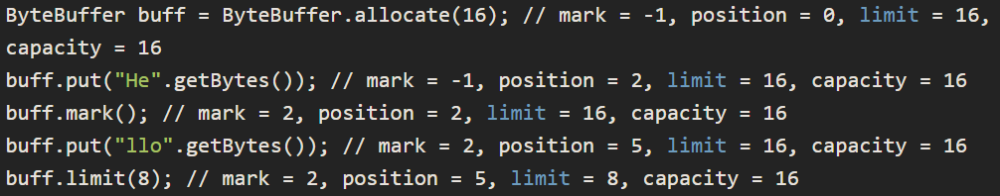 ByteBuffer buff = ByteBuffer.allocate(16); // mark = -1, position = 0, limit = 16,
capacity = 16
buff.put("He".getBytes()); // mark = -1, position = 2, limit = 16, capacity = 16
buff.mark(); // mark = 2, position = 2, limit = 16, capacity = 16
buff.put("llo".getBytes()); // mark = 2, position = 5, limit = 16, capacity = 16
buff.limit(8); // mark = 2, position = 5, limit = 8, capacity = 16